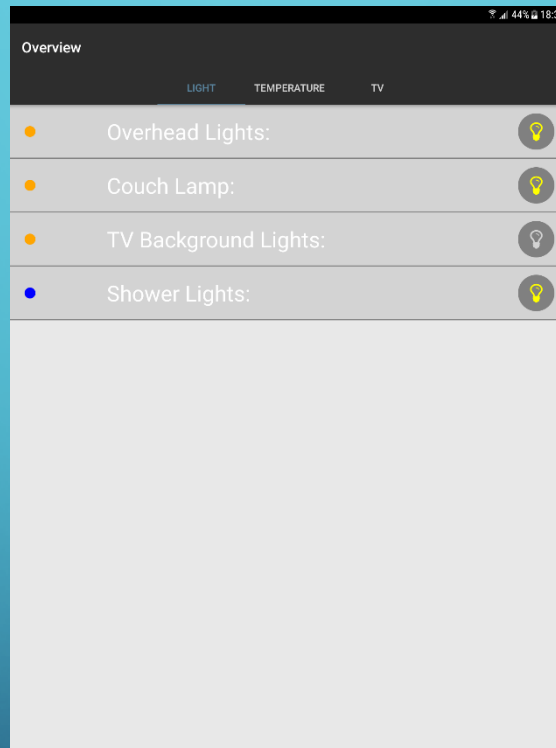 44% 18:3
Overview
LIGHT TEMPERATURE TV
Overhead Lights:
Couch Lamp:
TV Background Lights:
Shower Lights: